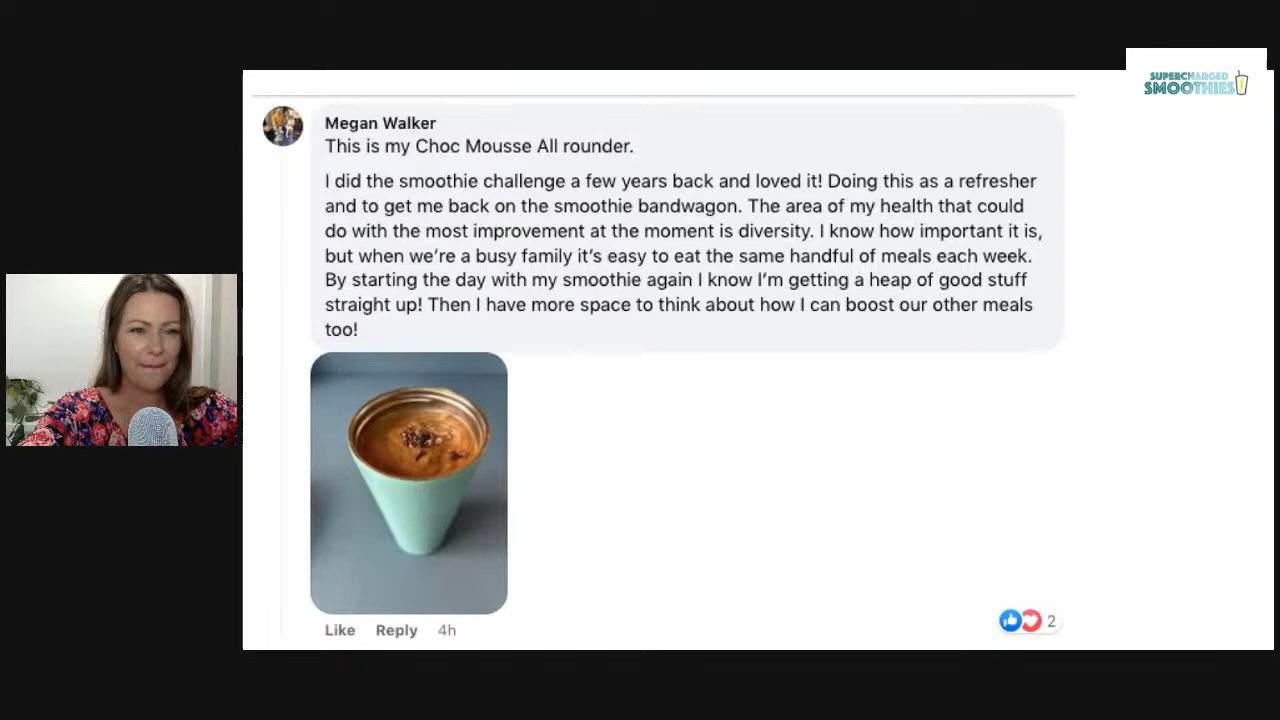 SUPERCHARGED
SMOOTHIES
Megan Walker
This is my Choc Mousse All rounder.
I did the smoothie challenge a few years back and loved it! Doing this as a refresher
and to get me back on the smoothie bandwagon. The area of my health that could
do with the most improvement at the moment is diversity. I know how important it is,
but when we’re a busy family it’s easy to eat the same handful of meals each week.
By starting the day with my smoothie again I know I’m getting a heap of good stuff
straight up! Then I have more space to think about how I can boost our other meals
too!
Like Reply 4h
2